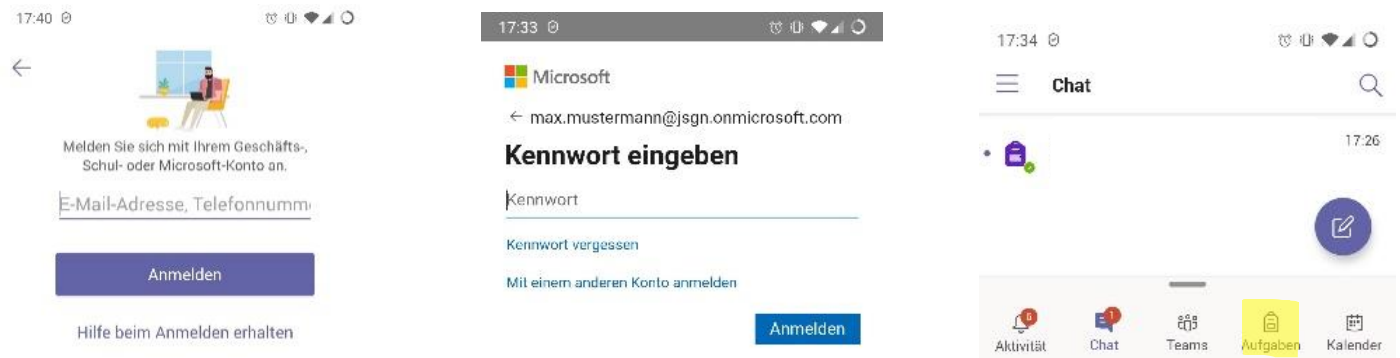 17:40
Melden Sie sich mit Ihrem Geschäfts-,
Schul- oder Microsoft-Konto an.
E-Mail-Adresse, Telefonnumm
Anmelden
Hilfe beim Anmelden erhalten
17:33
Microsoft
← max.mustermann@jsgn.onmicrosoft.com
Kennwort eingeben
Kennwort
Kennwort vergessen
Mit einem anderen Konto anmelden
Anmelden
17:34
Chat
17:26
6 1
Aktivität Chat Teams Aufgaben Kalender